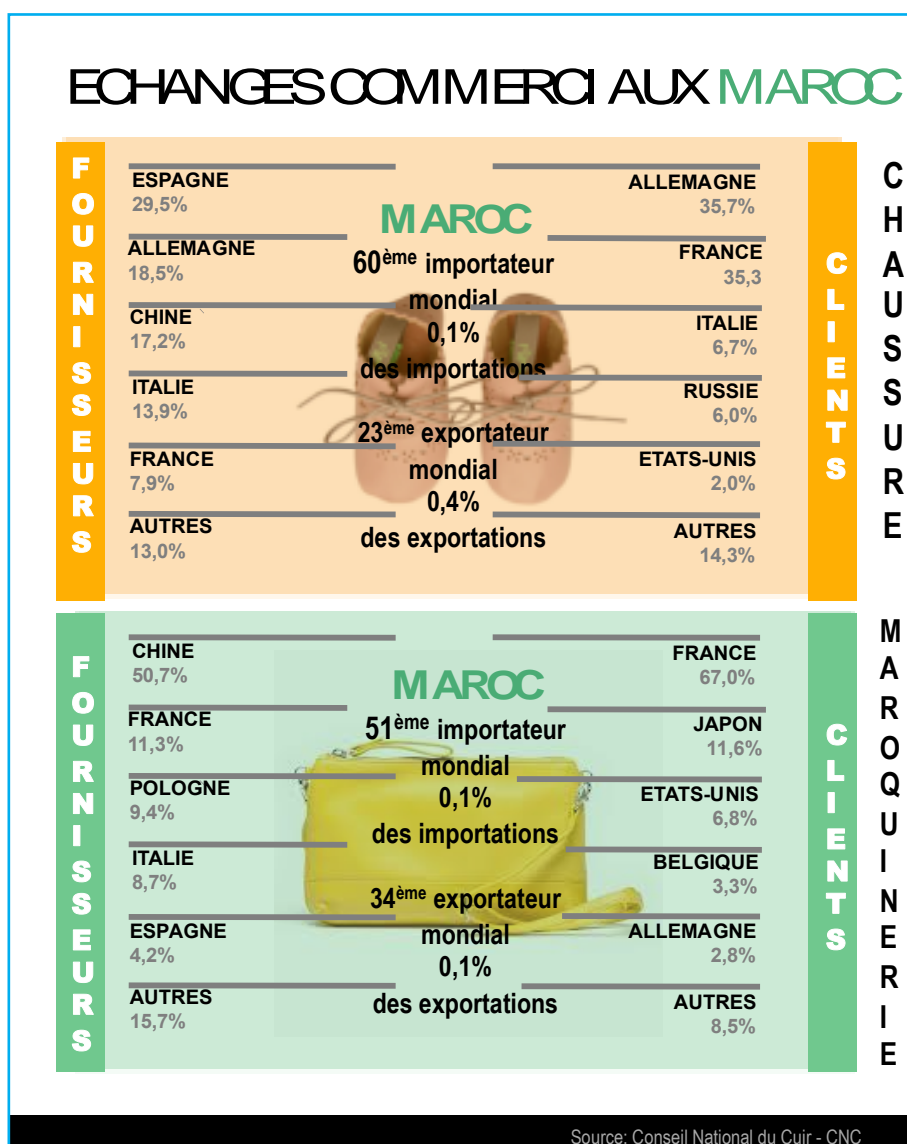 ECHANGES COMMERCIAUX MAROC
CHAUSSURE
FOURNISSEURS
ESPAGNE
29,5%
ALLEMAGNE
18,5%
CHINE
17,2%
ITALIE
13,9%
FRANCE
7,9%
AUTRES
13,0%
MAROC
60ème importateur
mondial
0,1%
des importations
23ème exportateur
mondial
0,4%
des exportations
CLIENTS
ALLEMAGNE
35,7%
FRANCE
35,3
ITALIE
6,7%
RUSSIE
6,0%
ETATS-UNIS
2,0%
AUTRES
14,3%
MAROQUINERIE
FOURNISSEURS
CHINE
50,7%
FRANCE
11,3%
POLOGNE
9,4%
ITALIE
8,7%
ESPAGNE
4,2%
AUTRES
15,7%
MAROC
51ème importateur
mondial
0,1%
des importations
34ème exportateur
mondial
0,1%
des exportations
CLIENTS
FRANCE
67,0%
JAPON
11,6%
ETATS-UNIS
6,8%
BELGIQUE
3,3%
ALLEMAGNE
2,8%
AUTRES
8,5%
Source: Conseil National du Cuir - CNC